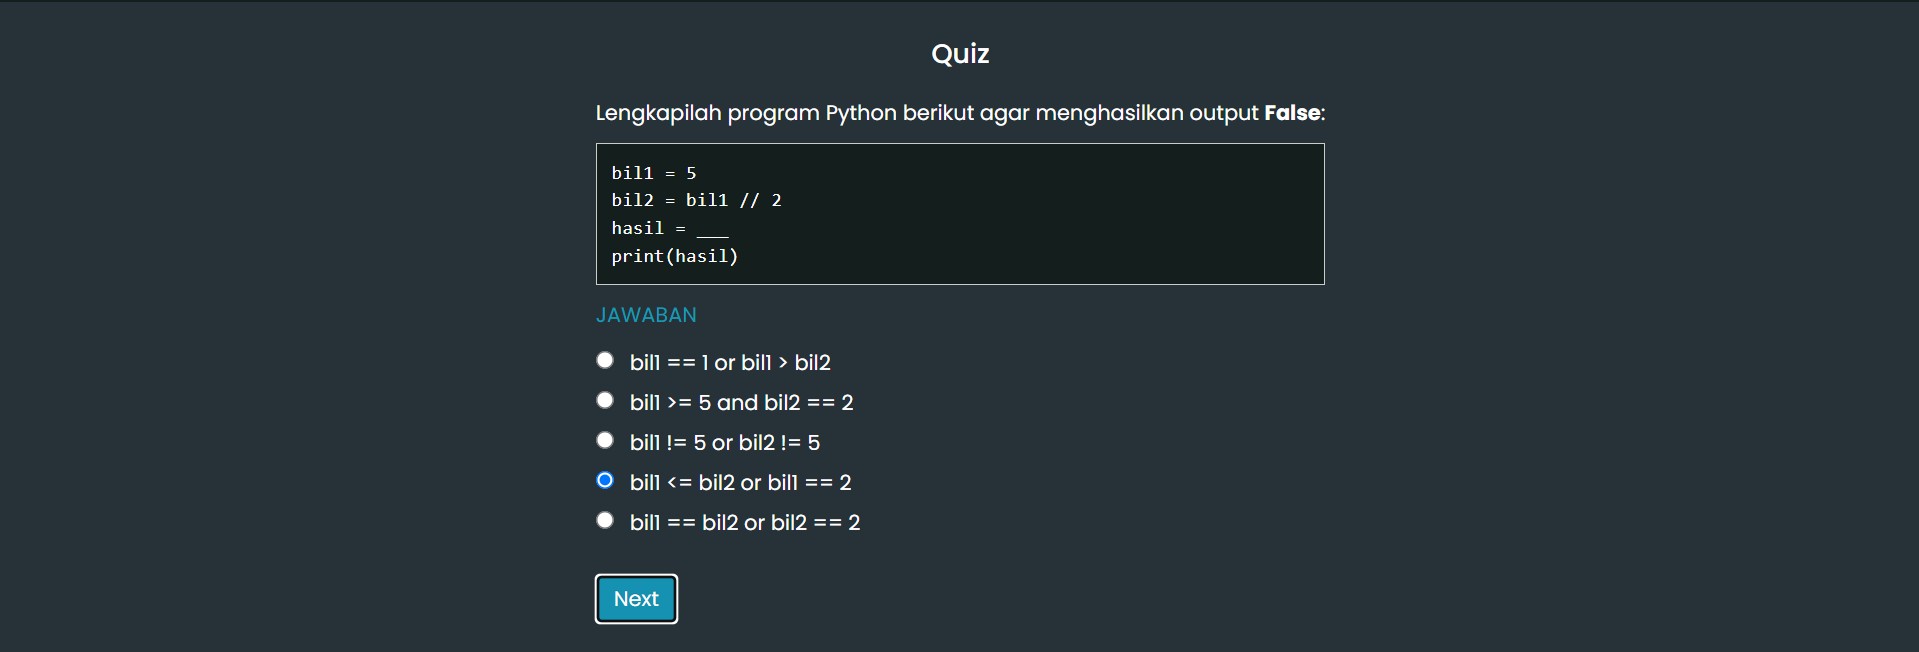 Quiz
Lengkapilah program Python berikut agar menghasilkan output False:
bil1 = 5
bil2 = bil1 // 2
hasil = ___
print(hasil)
JAWABAN
bil1 == 1 or bil1 > bil2
bil1 >= 5 and bil2 == 2
bil1 != 5 or bil2 != 5
bil1 <= bil2 or bil1 == 2
bil1 == bil2 or bil2 == 2
Next